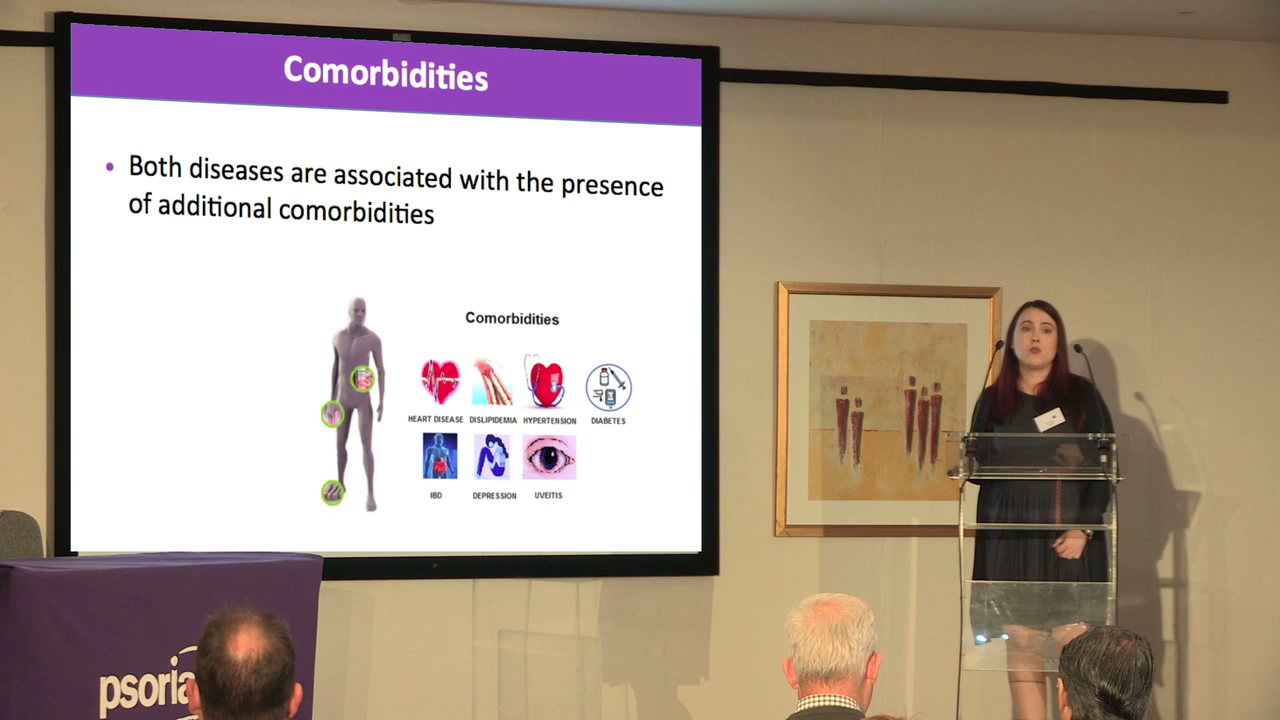 Comorbidities
• Both diseases are associated with the presence
of additional comorbidities
Comorbidities
HEART DISEASE DISLIPIDEMIA HYPERTENSION DIABETES
IBD DEPRESSION UVEITIS
psoria